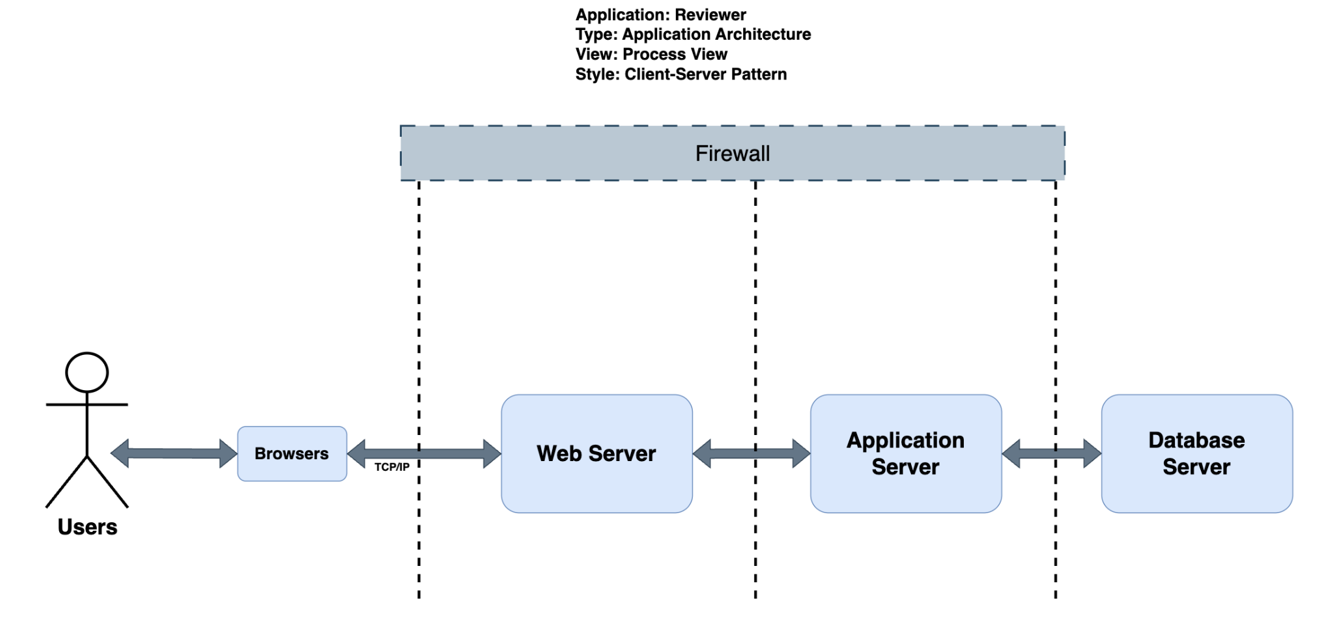 Application: Reviewer
Type: Application Architecture
View: Process View
Style: Client-Server Pattern
Firewall
Browsers
TCP/IP
Web Server
Application
Server
Database
Server
Users